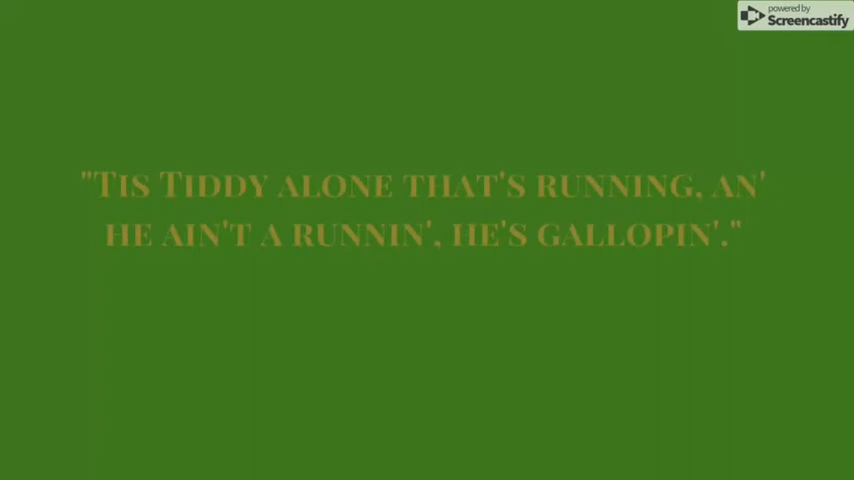 powered by
Screencastify
"Tis Tiddy alone that's running, an'
he ain't a runnin', he's gallopin'."